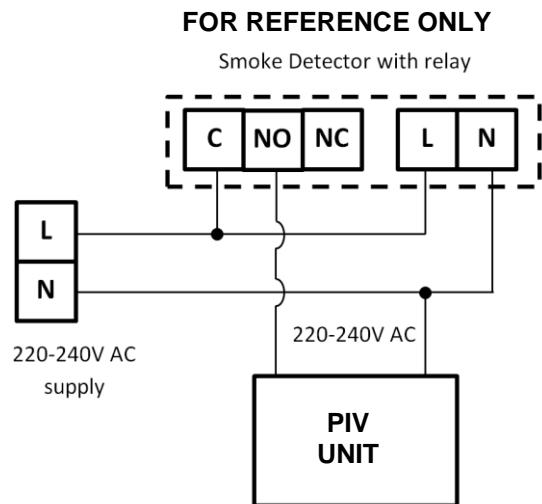 FOR REFERENCE ONLY
Smoke Detector with relay
C NO NC L N
L
N
220-240V AC
supply
220-240V AC
PIV
UNIT